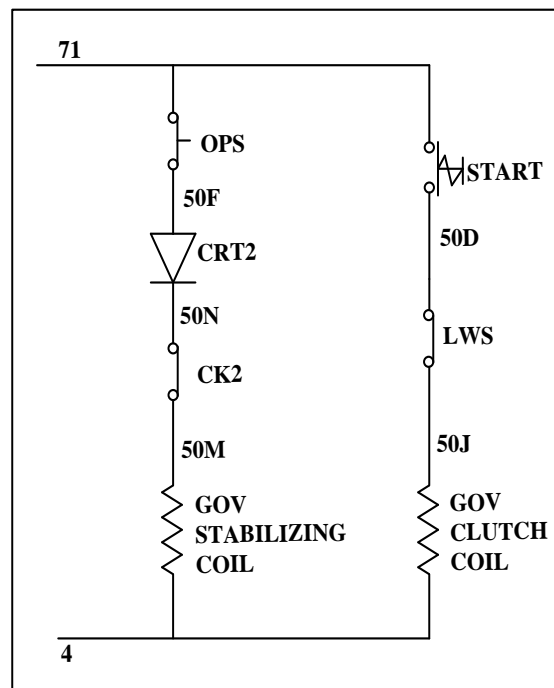 71
OPS
START
50F
50D
CRT2
50N
LWS
CK2
50M
50J
GOV
STABILIZING
COIL
GOV
CLUTCH
COIL
4